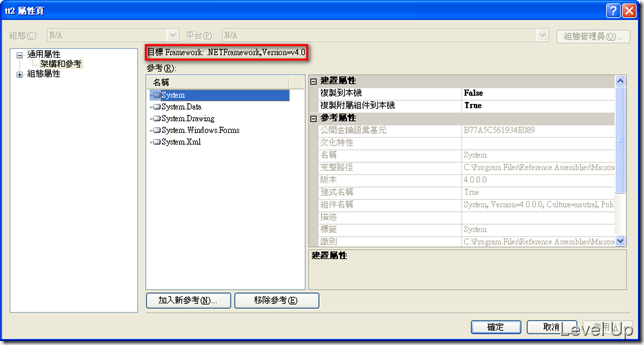 tt2 屬性頁
組態(C): N/A 平台(P): N/A 組態管理員(O)...
通用屬性
架構和參考
組態屬性
目標 Framework: .NETFramework,Version=v4.0
參考(R):
名稱
System
System.Data
System.Drawing
System.Windows.Forms
System.Xml
加入新參考(N)... 移除參考(E)
建置屬性
複製到本機 False
複製附屬組件到本機 True
參考屬性
公開金鑰語彙基元 B77A5C561934E089
文化特性
名稱 System
完整路徑 C:\Program Files\Reference Assemblies\Micros
版本 4.0.0.0
強式名稱 True
組件名稱 System, Version=4.0.0.0, Culture=neutral, Pub
描述
標籤 System
識別 C:\Program Files\Reference Assemblies\Micros
建置屬性
確定 取消
Level Up